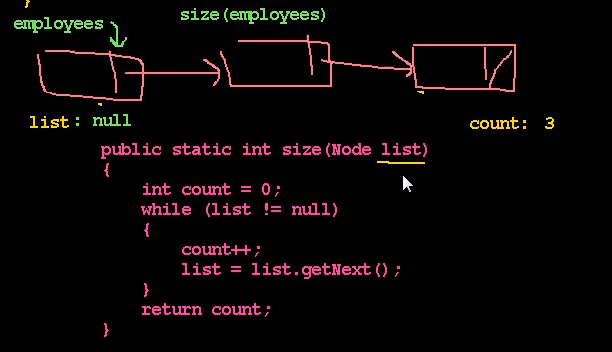 }
employees
size(employees)
list: null
count: 3
public static int size(Node list)
{
int count = 0;
while (list != null)
{
count++;
list = list.getNext();
}
return count;
}